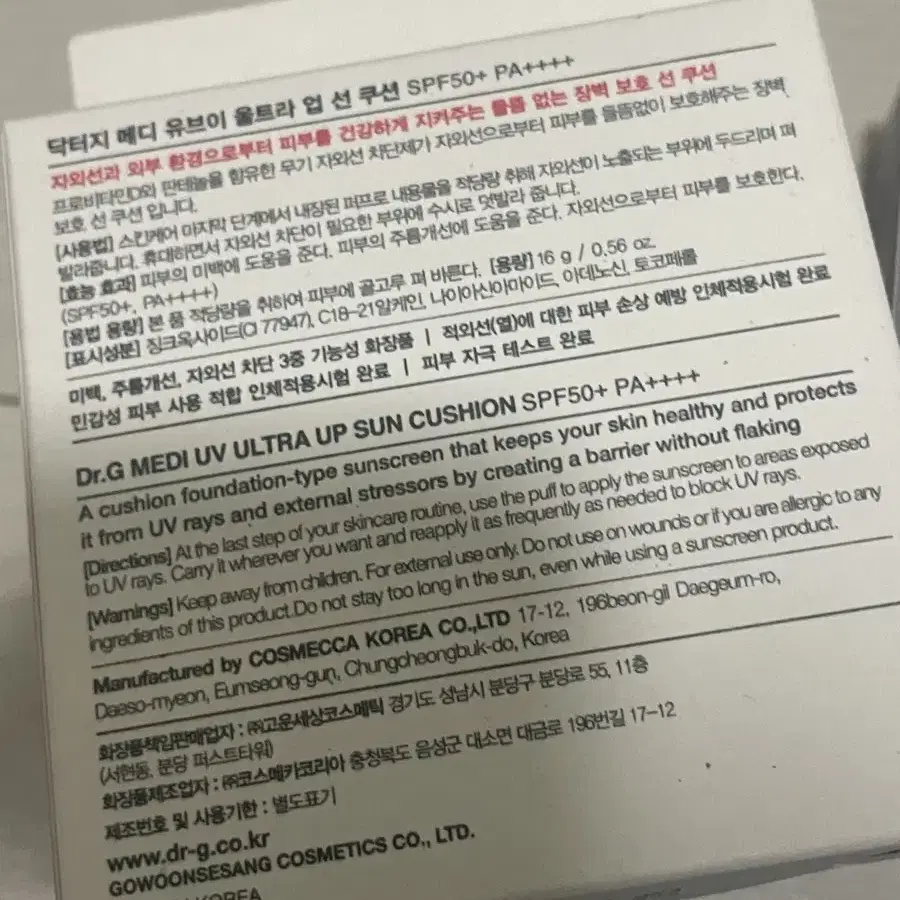 닥터지 메디 유브이 울트라 업 선 쿠션 SPF50+ PA++++
자외선과 외부 환경으로부터 피부를 건강하게 지켜주는 들뜸 없는 장벽 보호 선 쿠션
프로비타민D와 판테놀을 함유한 무기 자외선 차단제가 자외선으로부터 피부를 들뜸없이 보호해주는 장벽
보호 선 쿠션 입니다.
[사용법] 스킨케어 마지막 단계에서 내장된 퍼프로 내용물을 적당량 취해 자외선이 노출되는 부위에 두드리며 펴
발라줍니다. 휴대하면서 자외선 차단이 필요한 부위에 수시로 덧발라 줍니다.
[효능 효과] 피부의 미백에 도움을 준다. 피부의 주름개선에 도움을 준다. 자외선으로부터 피부를 보호한다.
(SPF50+, PA++++)
[용법 용량] 본 품 적당량을 취하여 피부에 골고루 펴 바른다. [용량] 16 g / 0.56 oz.
[표시성분] 징크옥사이드(CI 77947), C18-21알케인, 나이아신아마이드, 아데노신, 토코페롤
미백, 주름개선, 자외선 차단 3중 기능성 화장품 | 적외선(열)에 대한 피부 손상 예방 인체적용시험 완료
민감성 피부 사용 적합 인체적용시험 완료 | 피부 자극 테스트 완료
Dr.G MEDI UV ULTRA UP SUN CUSHION SPF50+ PA++++
A cushion foundation-type sunscreen that keeps your skin healthy and protects
it from UV rays and external stressors by creating a barrier without flaking
[Directions] At the last step of your skincare routine, use the puff to apply the sunscreen to areas exposed
to UV rays. Carry it wherever you want and reapply it as frequently as needed to block UV rays.
[Warnings] Keep away from children. For external use only. Do not use on wounds or if you are allergic to any
ingredients of this product.Do not stay too long in the sun, even while using a sunscreen product.
Manufactured by COSMECCA KOREA CO.,LTD 17-12, 196beon-gil Daegeum-ro,
Daeso-myeon, Eumseong-gun, Chungcheongbuk-do, Korea
화장품책임판매업자 : ㈜고운세상코스메틱 경기도 성남시 분당구 분당로 55, 11층
(서현동, 분당 퍼스트타워)
화장품제조업자 : ㈜코스메카코리아 충청북도 음성군 대소면 대금로 196번길 17-12
제조번호 및 사용기한 : 별도표기
www.dr-g.co.kr
GOWOONSESANG COSMETICS CO., LTD.
KOREA